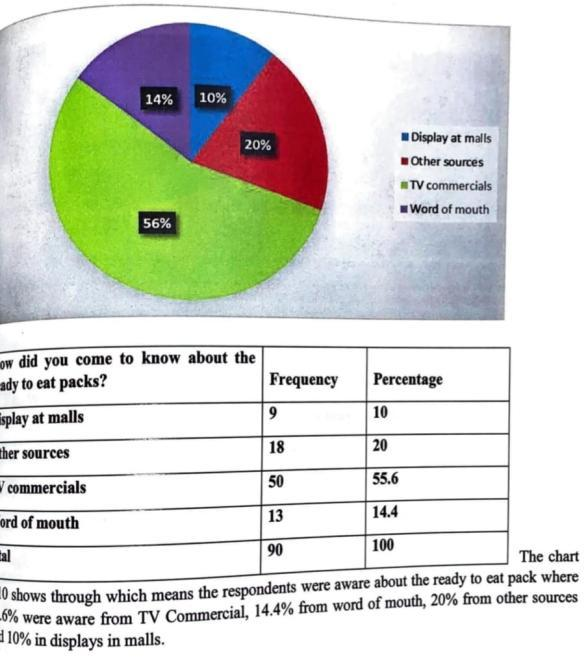 14%
10%
20%
56%
Display at malls
Other sources
TV commercials
Word of mouth
ow did you come to know about the
ady to eat packs?
Frequency
Percentage
isplay at malls
9
10
ther sources
18
20
commercials
50
55.6
ord of mouth
13
14.4
tal
90
100
The chart
0 shows through which means the respondents were aware about the ready to eat pack where
.6% were aware from TV Commercial, 14.4% from word of mouth, 20% from other sources
d 10% in displays in malls.